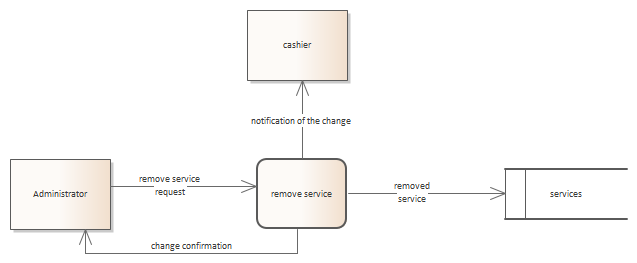 cashier
notification of the change
remove service
request
Administrator
remove service
removed
service
services
change confirmation